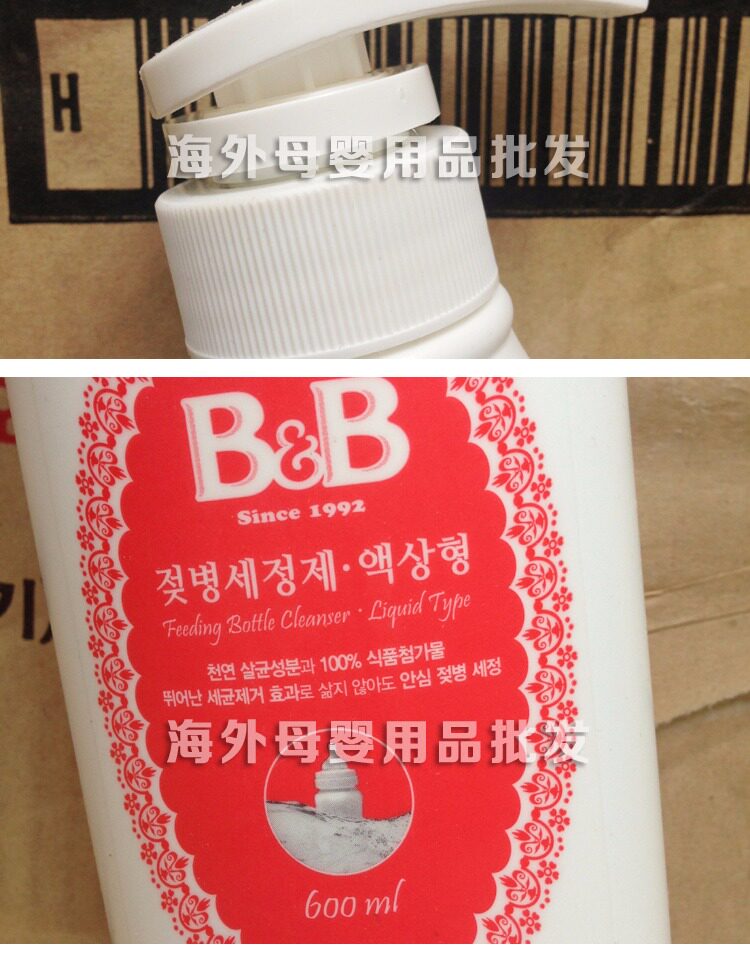 H
海外母婴用品批发
B&B
Since 1992
젖병세정제·액상형
Feeding Bottle Cleanser · Liquid Type
천연 살균성분과 100% 식품첨가물
뛰어난 세균제거 효과로 삶지 않아도 안심 젖병 세정
海外母婴用品批发
600 ml